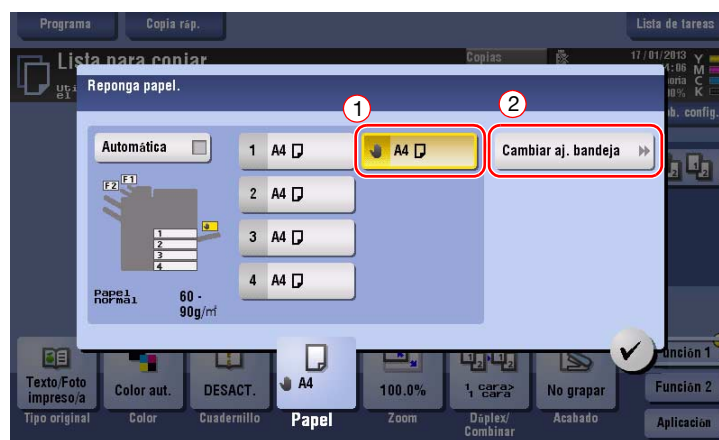 Programa
Copia ráp.
Lista de tareas
Lista para copiar
Copias
17/01/2013
Y
M
C
K
Reponga papel.
1
2
Automática
1 A4
A4
Cambiar aj. bandeja
2 A4
3 A4
4 A4
F2 F1
1
2
3
4
Papel normal
60 -
90g/m²
Texto/Foto impreso/a
Color aut.
DESACT.
A4
100.0%
1 cara>
1 cara
No grapar
Función 1
Función 2
Tipo original
Color
Cuadernillo
Papel
Zoom
Dúplex/
Combinar
Acabado
Aplicación